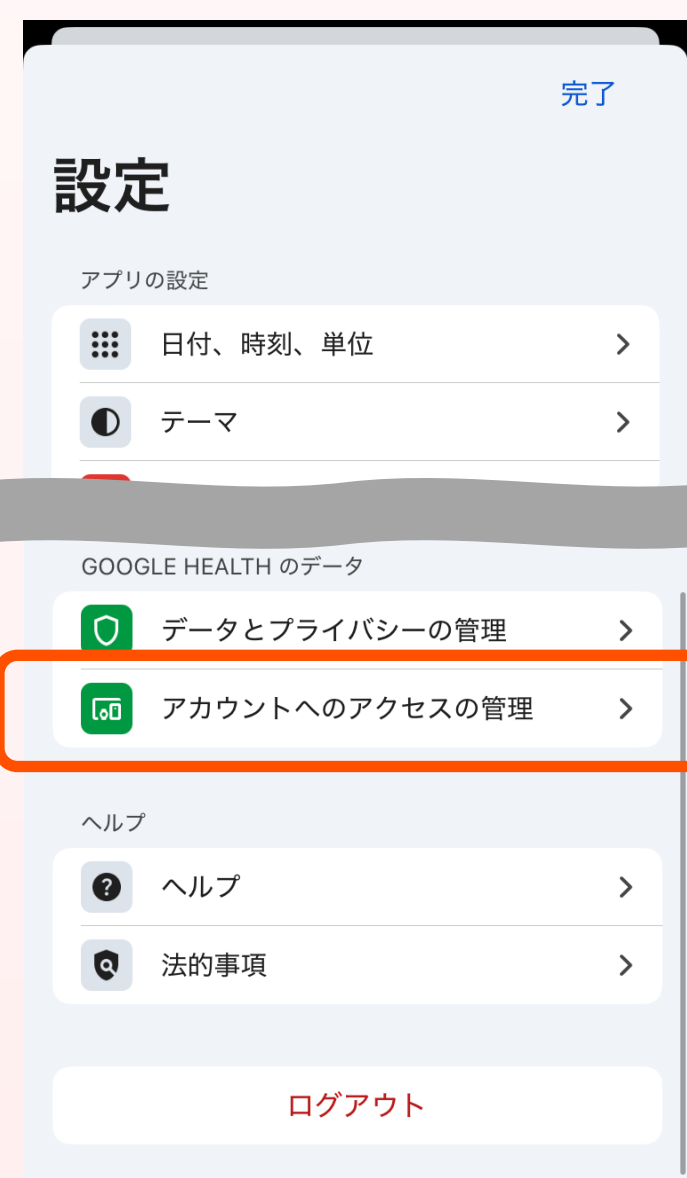 完了
設定
アプリの設定
日付、時刻、単位
テーマ
GOOGLE HEALTH のデータ
データとプライバシーの管理
アカウントへのアクセスの管理
ヘルプ
ヘルプ
法的事項
ログアウト